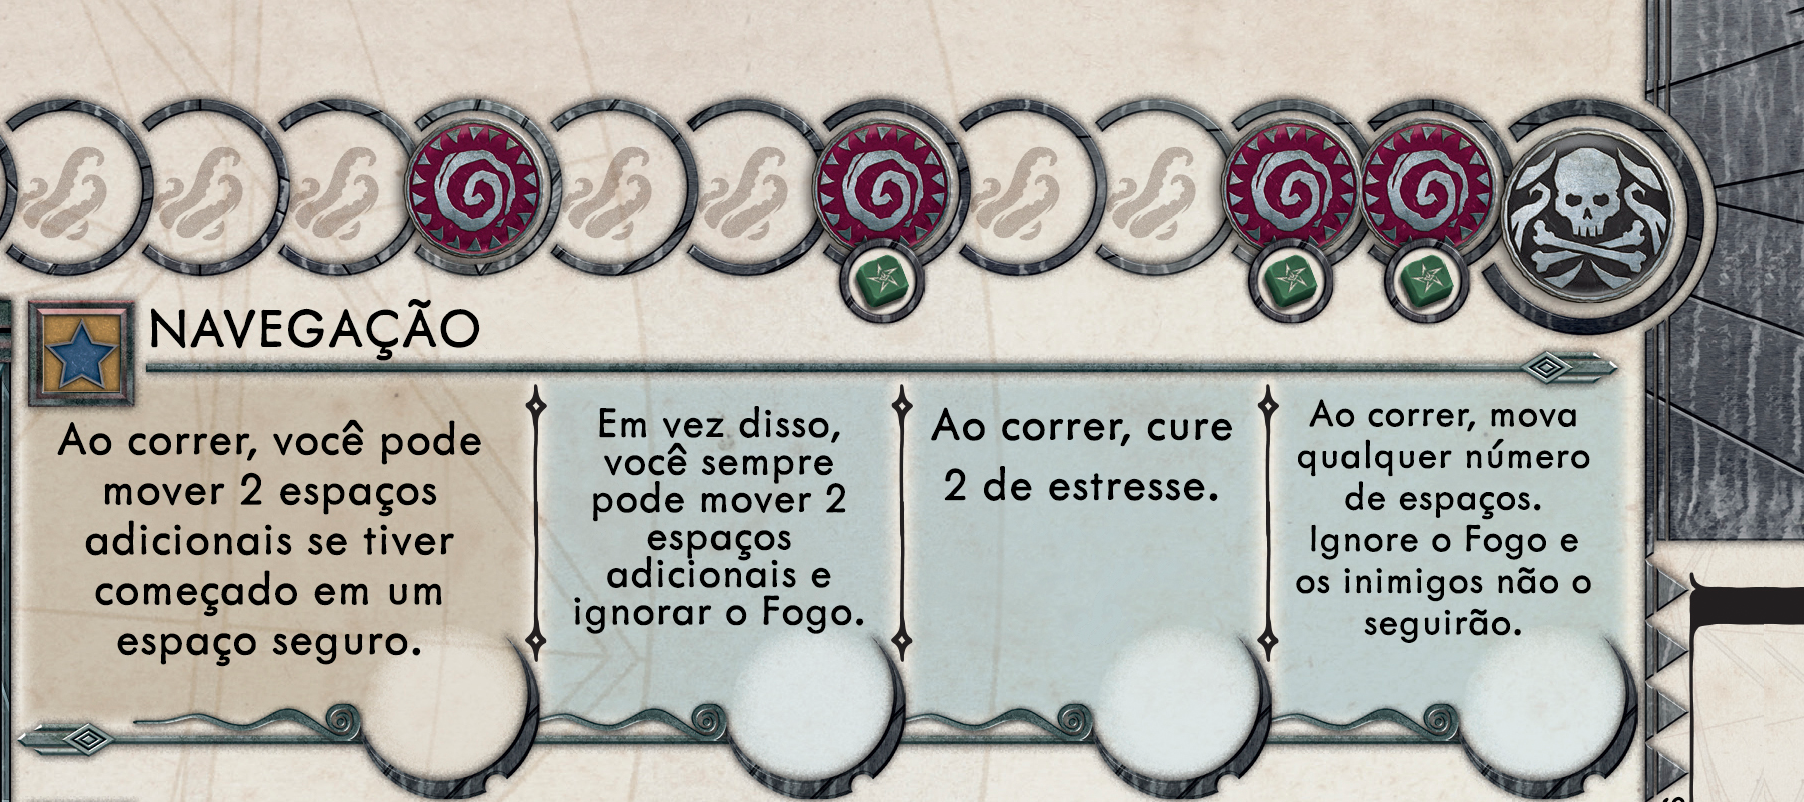 NAVEGAÇÃO
Ao correr, você pode
mover 2 espaços
adicionais se tiver
começado em um
espaço seguro.
Em vez disso,
você sempre
pode mover 2
espaços
adicionais e
ignorar o Fogo.
Ao correr, cure
2 de estresse.
Ao correr, mova
qualquer número
de espaços.
Ignore o Fogo e
os inimigos não o
seguirão.